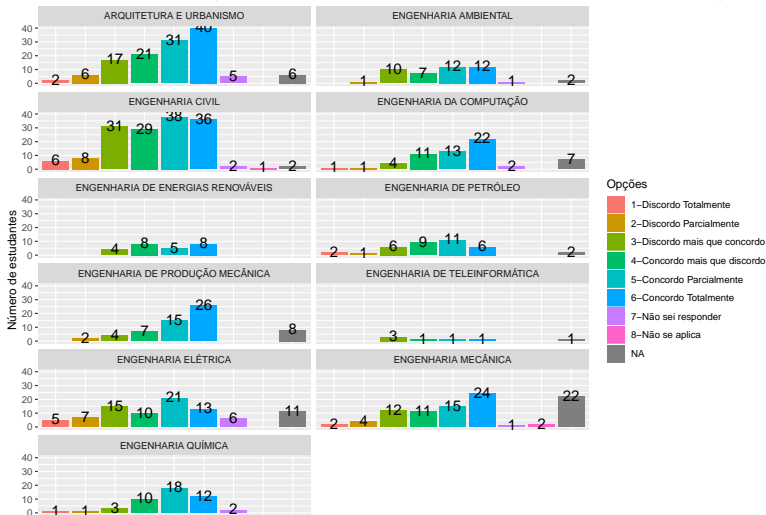 ARQUITETURA E URBANISMO
40
30
20
10
0
2 6 17 21 31 40 5 6
ENGENHARIA AMBIENTAL
1 10 7 12 12 1 2
ENGENHARIA CIVIL
40
30
20
10
0
6 8 31 29 38 36 2 1 2
ENGENHARIA DA COMPUTAÇÃO
1 1 4 11 13 22 2 7
ENGENHARIA DE ENERGIAS RENOVÁVEIS
40
30
20
10
0
4 8 5 8
ENGENHARIA DE PETRÓLEO
2 1 6 9 11 6 2
ENGENHARIA DE PRODUÇÃO MECÂNICA
40
30
20
10
0
2 4 7 15 26 8
ENGENHARIA DE TELEINFORMÁTICA
3 1 1 1 1
ENGENHARIA ELÉTRICA
40
30
20
10
0
5 7 15 10 21 13 6 11
ENGENHARIA MECÂNICA
2 4 12 11 15 24 1 2 22
ENGENHARIA QUÍMICA
40
30
20
10
0
1 1 3 10 18 12 2
Número de estudantes
Opções
1–Discordo Totalmente
2–Discordo Parcialmente
3–Discordo mais que concordo
4–Concordo mais que discordo
5–Concordo Parcialmente
6–Concordo Totalmente
7–Não sei responder
8–Não se aplica
NA